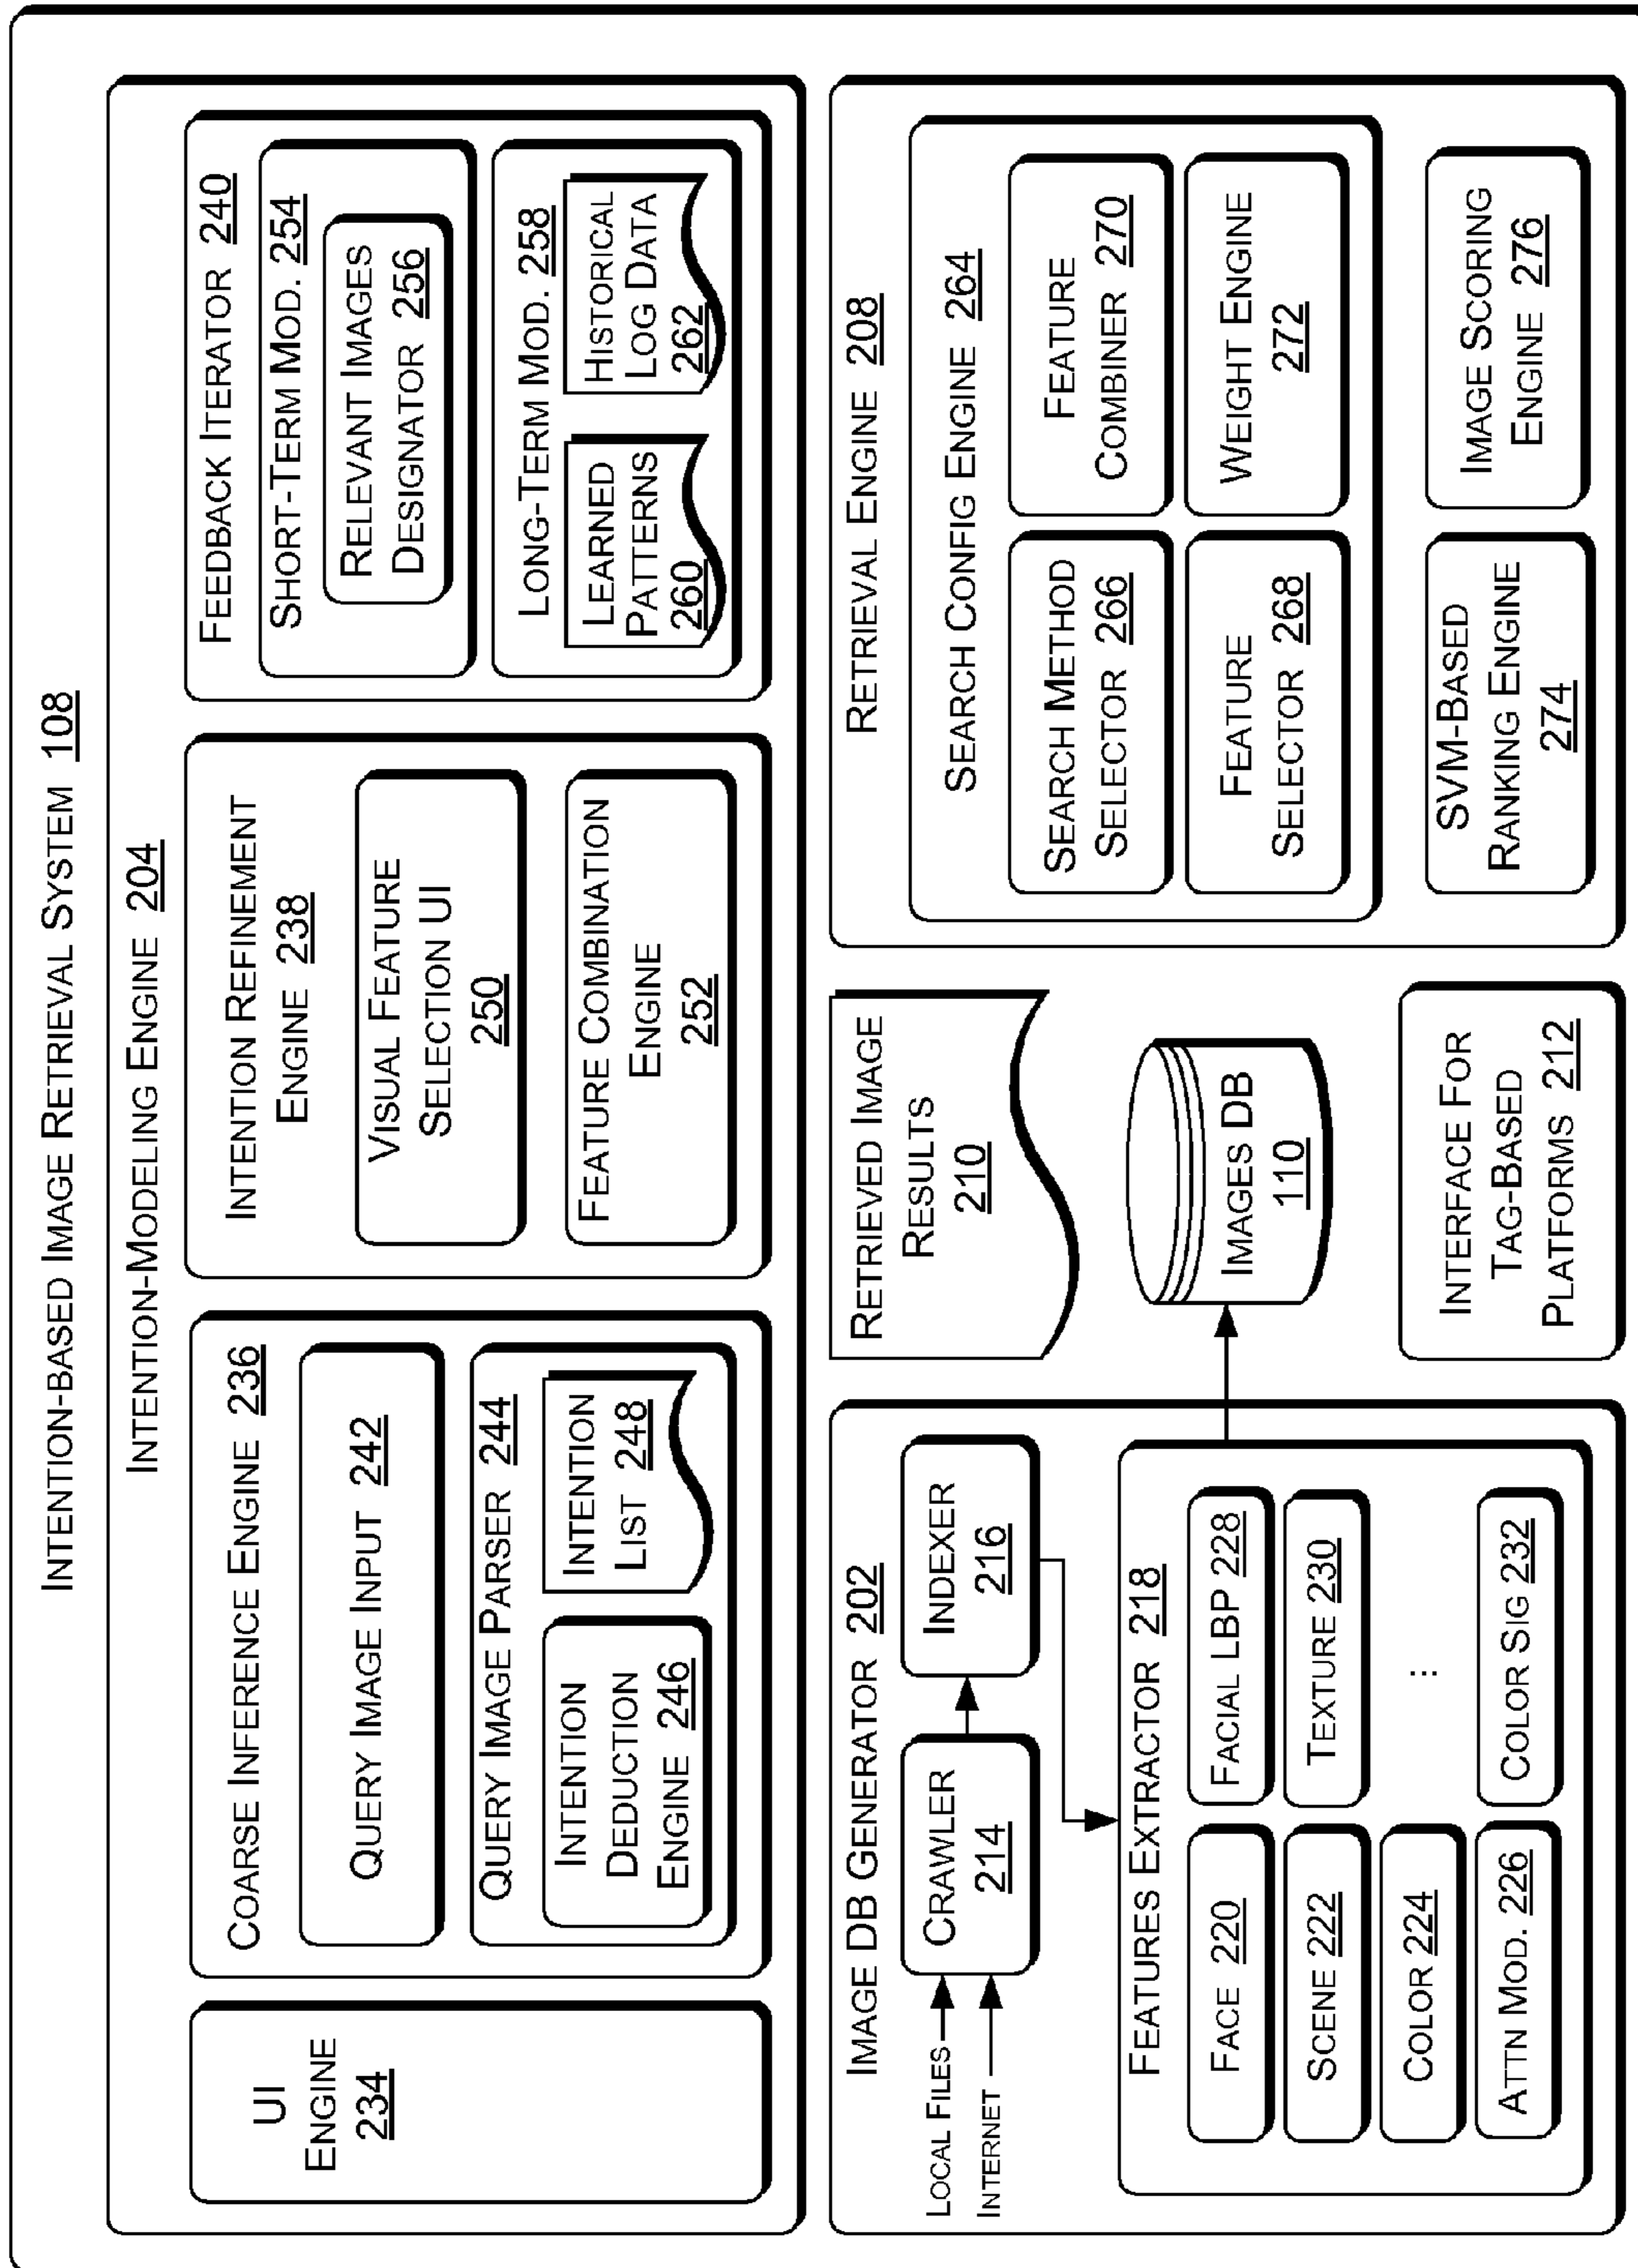 INTENTION-BASED IMAGE RETRIEVAL SYSTEM 108
INTENTION-MODELING ENGINE 204
UI
ENGINE
234
COARSE INFERENCE ENGINE 236
QUERY IMAGE INPUT 242
QUERY IMAGE PARSER 244
INTENTION
DEDUCTION
ENGINE 246
INTENTION
LIST 248
INTENTION REFINEMENT
ENGINE 238
VISUAL FEATURE
SELECTION UI
250
FEATURE COMBINATION
ENGINE
252
FEEDBACK ITERATOR 240
SHORT-TERM MOD. 254
RELEVANT IMAGES
DESIGNATOR 256
LONG-TERM MOD. 258
LEARNED
PATTERNS
260
HISTORICAL
LOG DATA
262
IMAGE DB GENERATOR 202
LOCAL FILES
INTERNET
CRAWLER
214
INDEXER
216
FEATURES EXTRACTOR 218
FACE 220
FACIAL LBP 228
SCENE 222
TEXTURE 230
COLOR 224
...
ATTN MOD. 226
COLOR SIG 232
RETRIEVED IMAGE
RESULTS
210
IMAGES DB
110
INTERFACE FOR
TAG-BASED
PLATFORMS 212
RETRIEVAL ENGINE 208
SEARCH CONFIG ENGINE 264
SEARCH METHOD
SELECTOR 266
FEATURE
COMBINER 270
FEATURE
SELECTOR 268
WEIGHT ENGINE
272
SVM-BASED
RANKING ENGINE
274
IMAGE SCORING
ENGINE 276